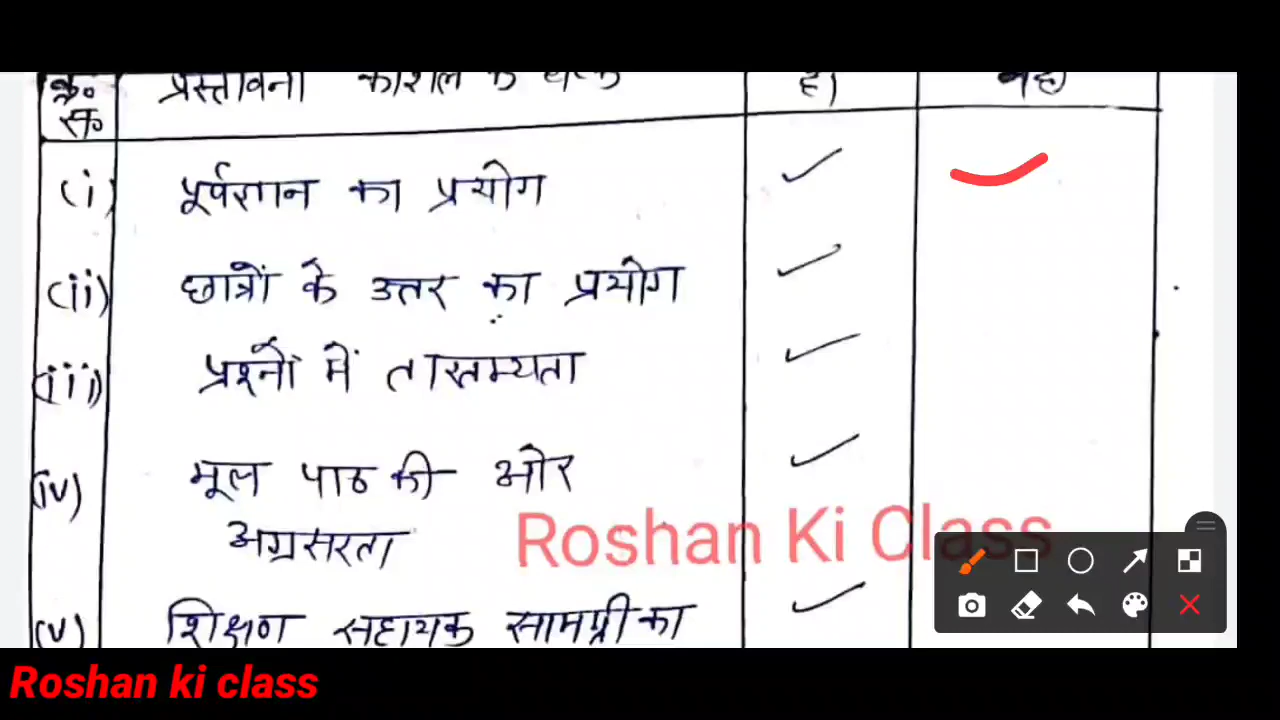 क्र० प्रस्तावना कौशल के घटक हाँ नहीं
सं०
(i) पूर्वज्ञान का प्रयोग
(ii) छात्रों के उत्तर का प्रयोग
(iii) प्रश्नों में तारतम्यता
(iv) मूल पाठ की ओर
अग्रसरता
Roshan Ki Class
(v) शिक्षण सहायक सामग्री का
Roshan ki class